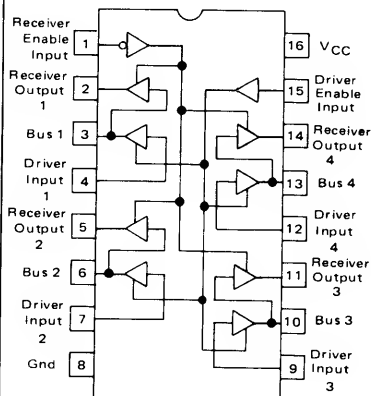 Receiver
Enable
Input
1
Receiver
Output
1
2
Bus 1
3
Driver
Input
1
4
Receiver
Output
2
5
Bus 2
6
Driver
Input
2
7
Gnd
8
16
VCC
15
Driver
Enable
Input
14
Receiver
Output
4
13
Bus 4
12
Driver
Input
4
11
Receiver
Output
3
10
Bus 3
9
Driver
Input
3